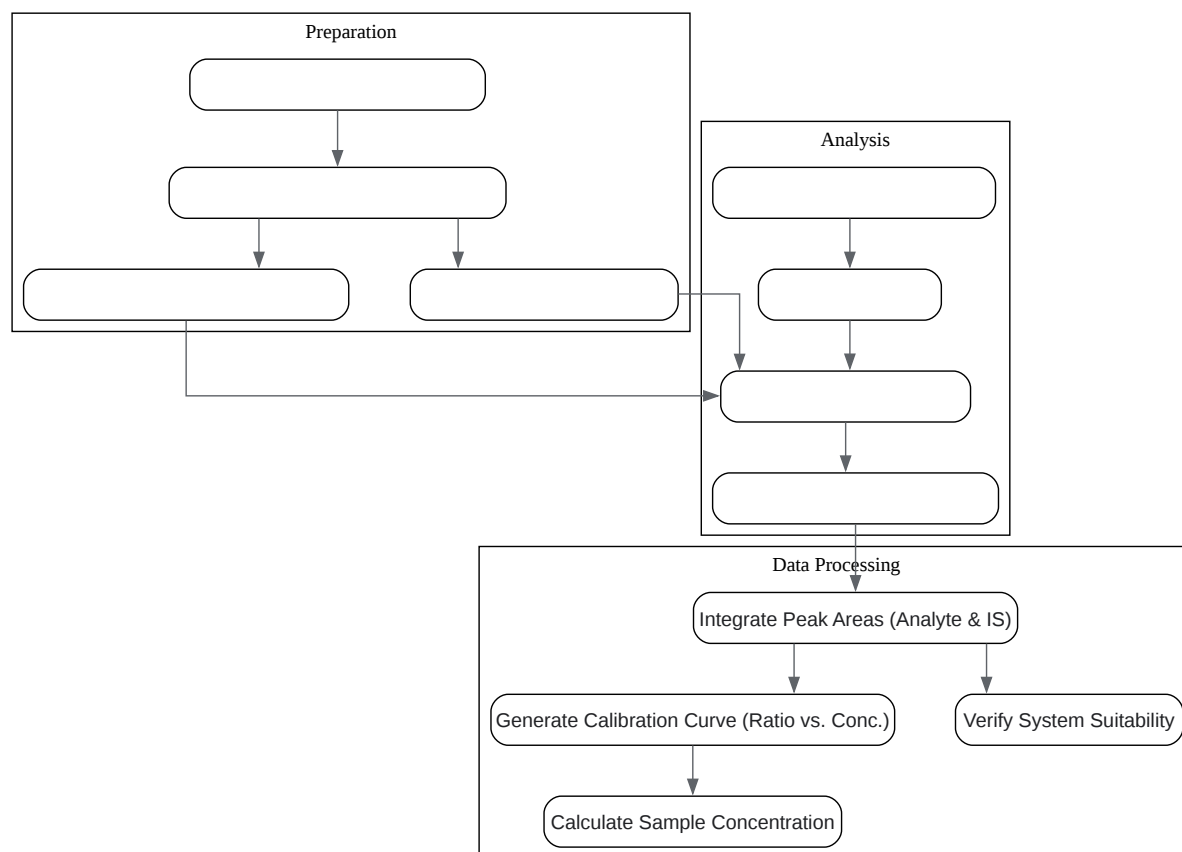 Preparation
Analysis
Data Processing
Integrate Peak Areas (Analyte & IS)
Generate Calibration Curve (Ratio vs. Conc.)
Verify System Suitability
Calculate Sample Concentration